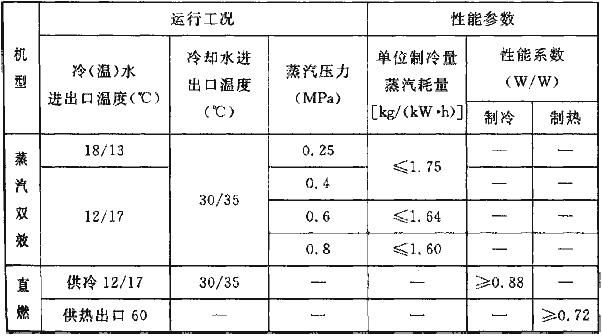 机型 运行工况 性能参数
冷(温)水进出口温度(℃) 冷却水进出口温度(℃) 蒸汽压力(MPa) 单位制冷量蒸汽耗量[kg/(kW·h)] 性能系数(W/W)
制冷 制热
蒸汽双效 18/13 30/35 0.25 ≤1.75 — —
12/17 0.4 — —
0.6 ≤1.64 — —
0.8 ≤1.60 — —
直燃 供冷12/17 30/35 — — ≥0.88 —
供热出口60 — — — — ≥0.72